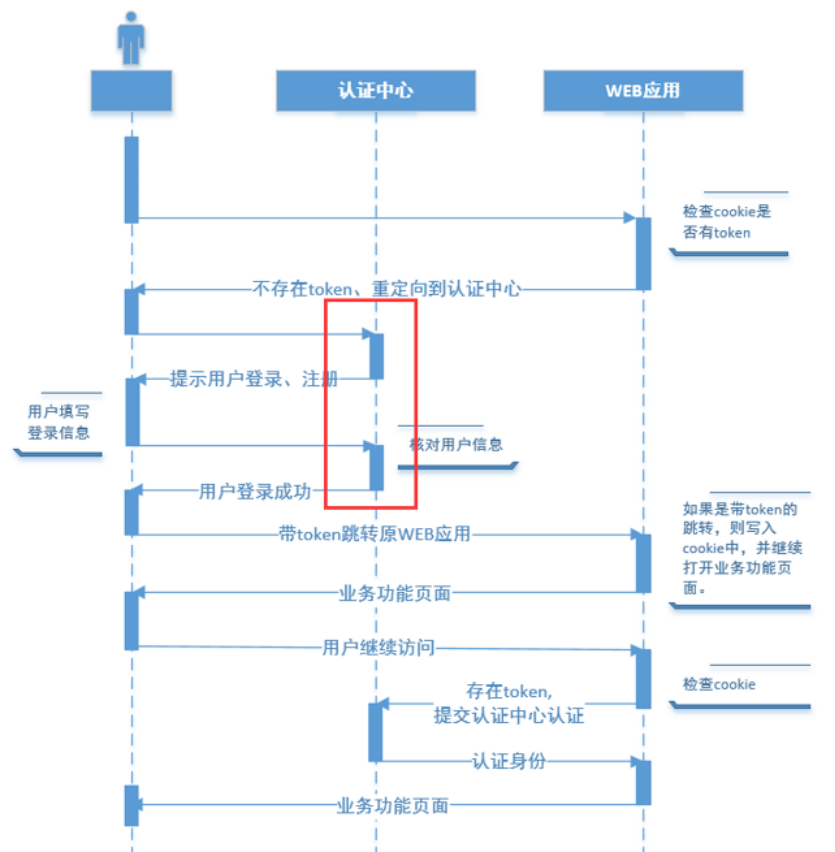 认证中心
WEB应用
检查cookie是
否有token
不存在token、重定向到认证中心
提示用户登录、注册
用户填写
登录信息
核对用户信息
用户登录成功
如果是带token的
跳转，则写入
cookie中，并继续
打开业务功能页
面。
带token跳转原WEB应用
业务功能页面
用户继续访问
检查cookie
存在token,
提交认证中心认证
认证身份
业务功能页面